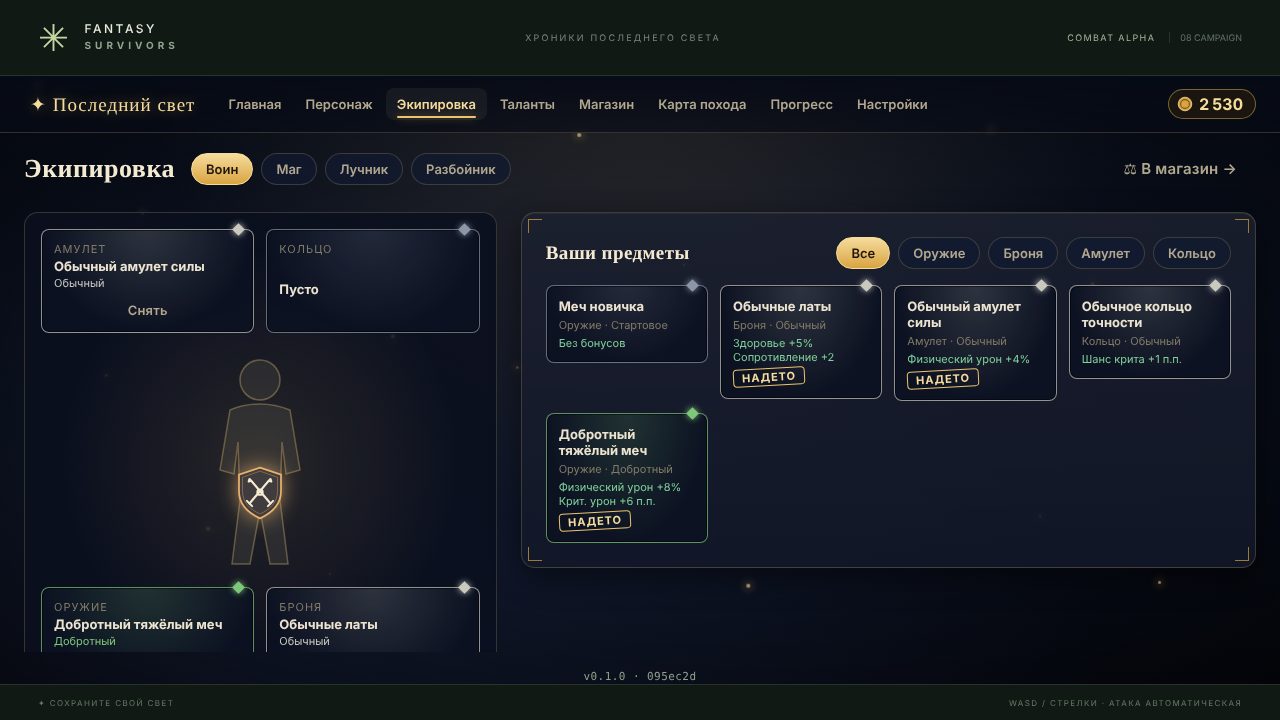 FANTASY
SURVIVORS
ХРОНИКИ ПОСЛЕДНЕГО СВЕТА
COMBAT ALPHA
08 CAMPAIGN
✦ Последний свет
Главная
Персонаж
Экипировка
Таланты
Магазин
Карта похода
Прогресс
Настройки
2 530
Экипировка
Воин
Маг
Лучник
Разбойник
⚖ В магазин →
АМУЛЕТ
Обычный амулет силы
Обычный
Снять
КОЛЬЦО
Пусто
ОРУЖИЕ
Добротный тяжёлый меч
Добротный
БРОНЯ
Обычные латы
Обычный
Ваши предметы
Все
Оружие
Броня
Амулет
Кольцо
Меч новичка
Оружие · Стартовое
Без бонусов
Обычные латы
Броня · Обычный
Здоровье +5%
Сопротивление +2
НАДЕТО
Обычный амулет
силы
Амулет · Обычный
Физический урон +4%
НАДЕТО
Обычное кольцо
точности
Кольцо · Обычный
Шанс крита +1 п.п.
Добротный
тяжёлый меч
Оружие · Добротный
Физический урон +8%
Крит. урон +6 п.п.
НАДЕТО
v0.1.0 · 095ec2d
✦ СОХРАНИТЕ СВОЙ СВЕТ
WASD / СТРЕЛКИ · АТАКА АВТОМАТИЧЕСКАЯ